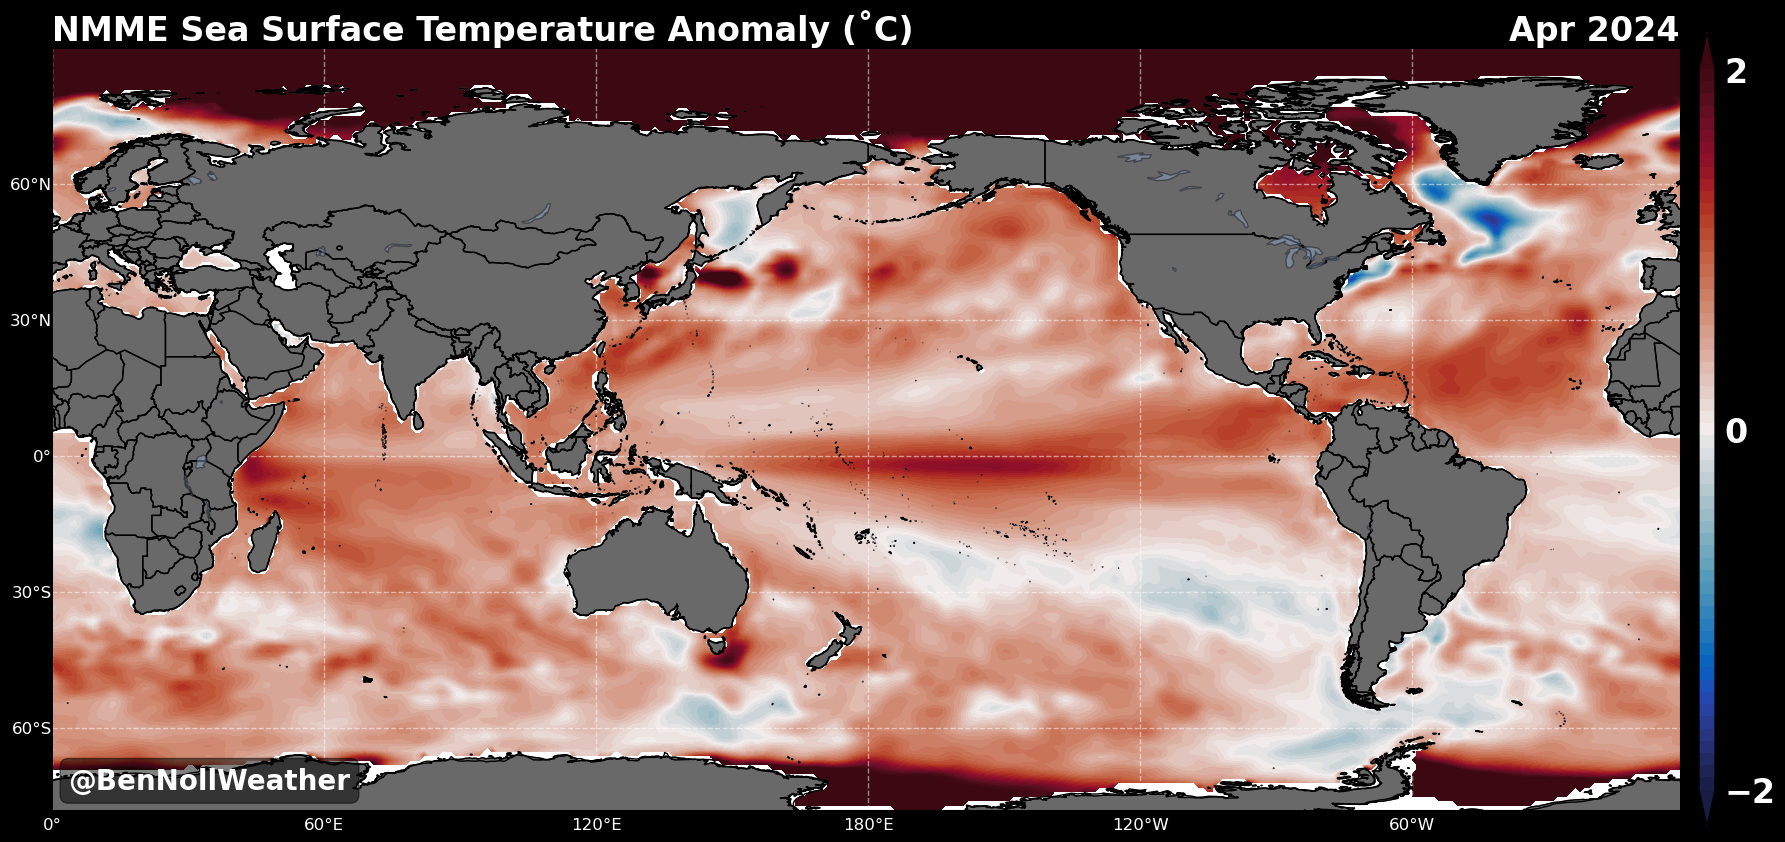 NMME Sea Surface Temperature Anomaly (˚C)
Apr 2024
2
60°N
30°N
0
0°
30°S
60°S
@BenNollWeather
−2
0°
60°E
120°E
180°E
120°W
60°W